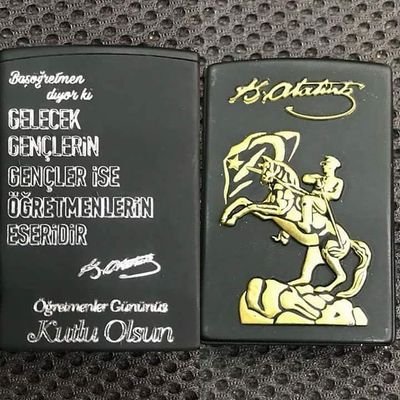 Başöğretmen
diyor ki
GELECEK
GENÇLERİN
GENÇLER İSE
ÖĞRETMENLERİN
ESERİDİR
K. Atatürk
Öğretmenler Gününüz
Kutlu Olsun
K. Atatürk